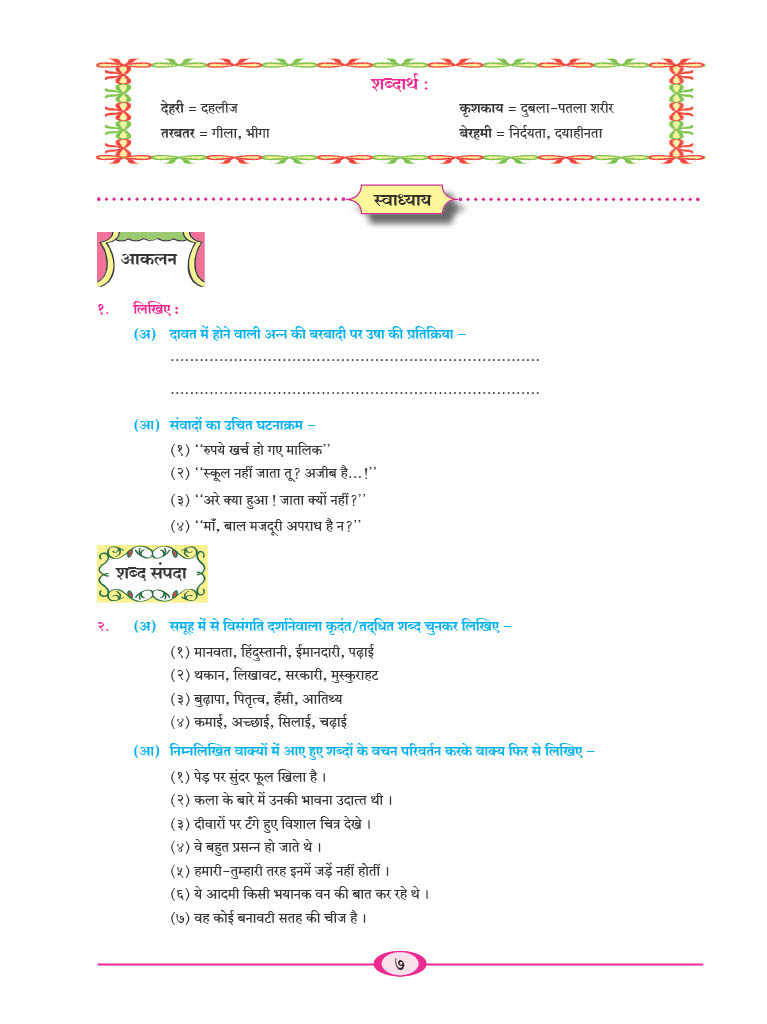 शब्दार्थ :
देहरी = दहलीज
कृशकाय = दुबला-पतला शरीर
तरबतर = गीला, भीगा
बेरहमी = निर्दयता, दयाहीनता
स्वाध्याय
आकलन
१. लिखिए :
(अ) दावत में होने वाली अन्न की बरबादी पर उषा की प्रतिक्रिया –
............................................................................
............................................................................
(आ) संवादों का उचित घटनाक्रम –
(१) ‘‘रुपये खर्च हो गए मालिक’’
(२) ‘‘स्कूल नहीं जाता तू? अजीब है...!’’
(३) ‘‘अरे क्या हुआ ! जाता क्यों नहीं?’’
(४) ‘‘माँ, बाल मजदूरी अपराध है न?’’
शब्द संपदा
२. (अ) समूह में से विसंगति दर्शानेवाला कृदंत/तद्धित शब्द चुनकर लिखिए –
(१) मानवता, हिंदुस्तानी, ईमानदारी, पढ़ाई
(२) थकान, लिखावट, सरकारी, मुस्कुराहट
(३) बुढ़ापा, पितृत्व, हँसी, आतिथ्य
(४) कमाई, अच्छाई, सिलाई, चढ़ाई
(आ) निम्नलिखित वाक्यों में आए हुए शब्दों के वचन परिवर्तन करके वाक्य फिर से लिखिए –
(१) पेड़ पर सुंदर फूल खिला है ।
(२) कला के बारे में उनकी भावना उदात्त थी ।
(३) दीवारों पर टँगे हुए विशाल चित्र देखे ।
(४) वे बहुत प्रसन्न हो जाते थे ।
(५) हमारी-तुम्हारी तरह इनमें जड़ें नहीं होतीं ।
(६) ये आदमी किसी भयानक वन की बात कर रहे थे ।
(७) वह कोई बनावटी सतह की चीज है ।
७